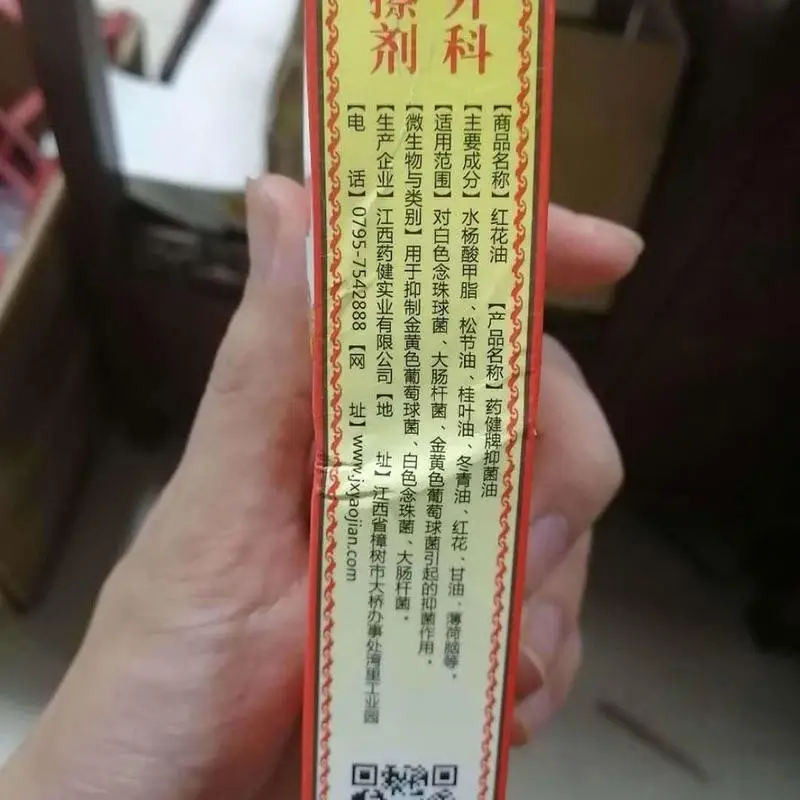 外科
擦剂
【商品名称】红花油 【产品名称】药健牌抑菌油
【主要成分】水杨酸甲脂、松节油、桂叶油、冬青油、红花、甘油、薄荷脑等。
【适用范围】对白色念珠球菌、大肠杆菌、金黄色葡萄球菌引起的抑菌作用。
【微生物与类别】用于抑制金黄色葡萄球菌、白色念珠菌、大肠杆菌。
【生产企业】江西药健实业有限公司【地 址】江西省樟树市大桥办事处湾里工业园
【电 话】0795-7542888【网 址】www.jxyaojian.com